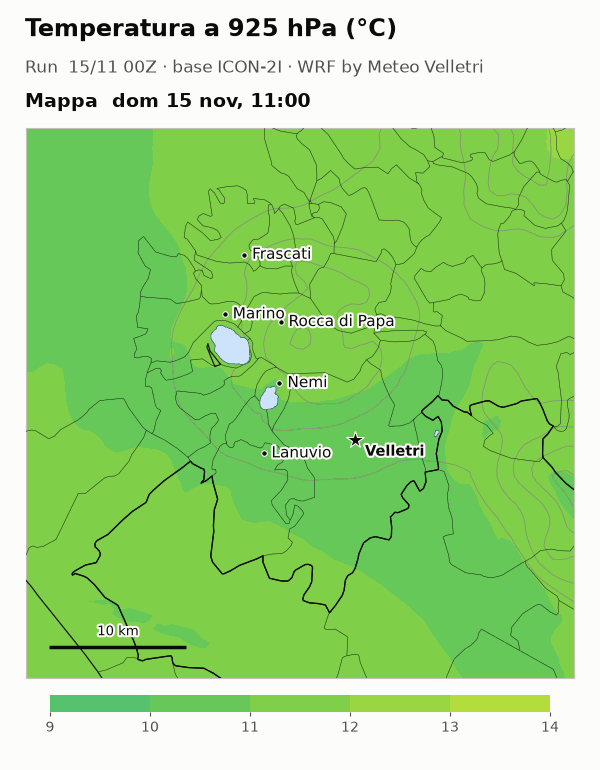 Temperatura a 925 hPa (°C)
Run  15/11 00Z · base ICON-2I · WRF by Meteo Velletri
Mappa  dom 15 nov, 11:00
Frascati
Marino
Rocca di Papa
Nemi
Velletri
Lanuvio
10 km
9 10 11 12 13 14